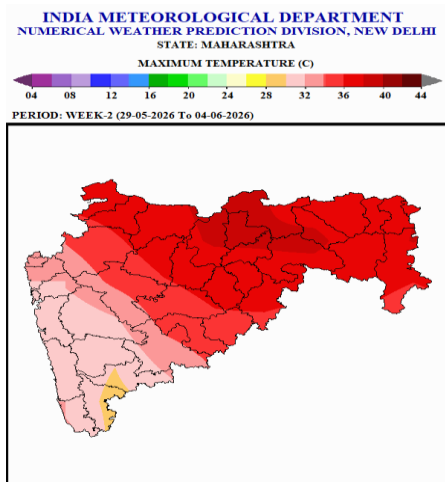 INDIA METEOROLOGICAL DEPARTMENT
NUMERICAL WEATHER PREDICTION DIVISION, NEW DELHI
STATE: MAHARASHTRA
MAXIMUM TEMPERATURE (C)
04 08 12 16 20 24 28 32 36 40 44
PERIOD: WEEK-2 (29-05-2026 To 04-06-2026)